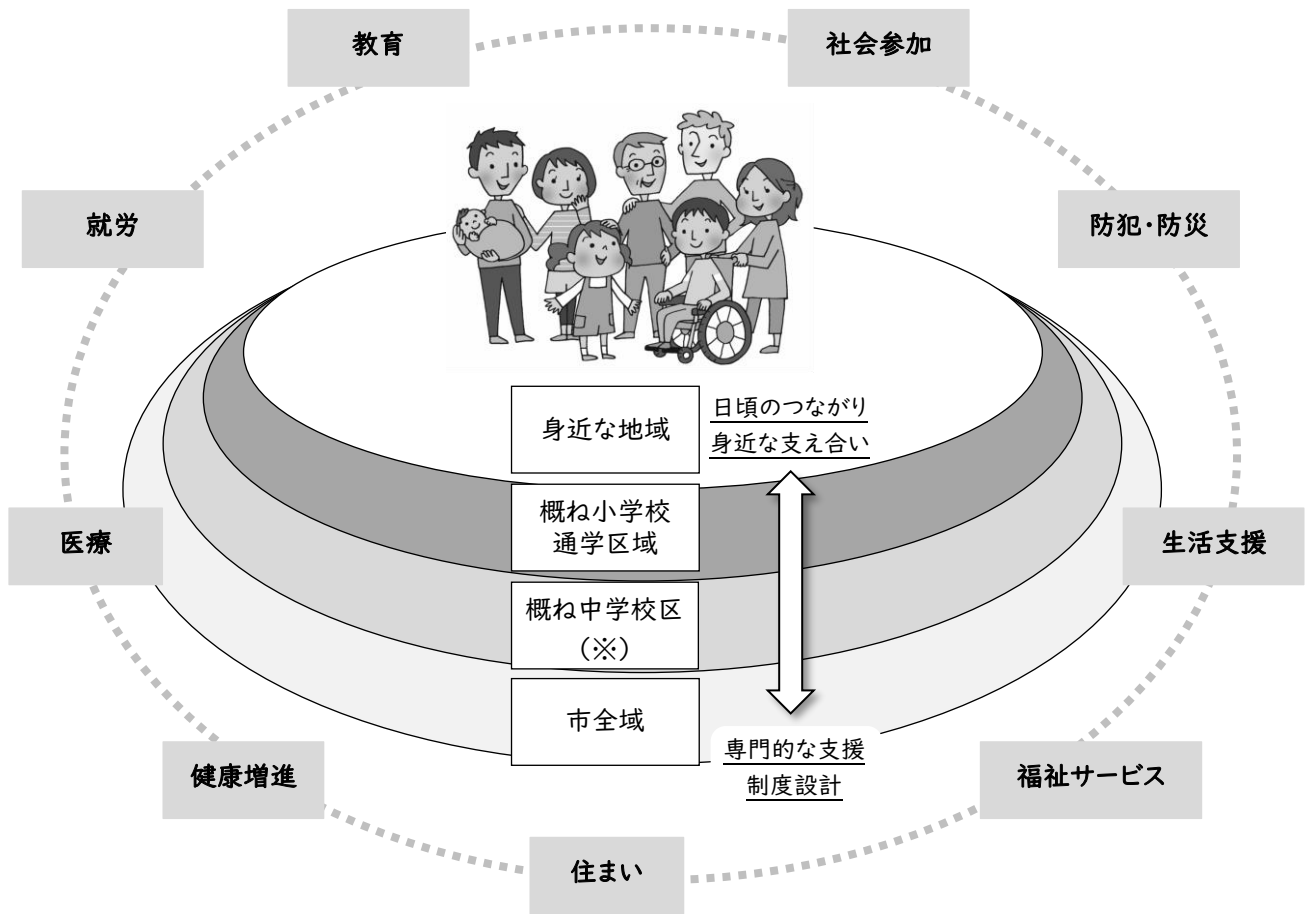 教育
社会参加
就労
防犯・防災
身近な地域
日頃のつながり
身近な支え合い
概ね小学校
通学区域
医療
生活支援
概ね中学校区
(※)
市全域
専門的な支援
制度設計
健康増進
福祉サービス
住まい